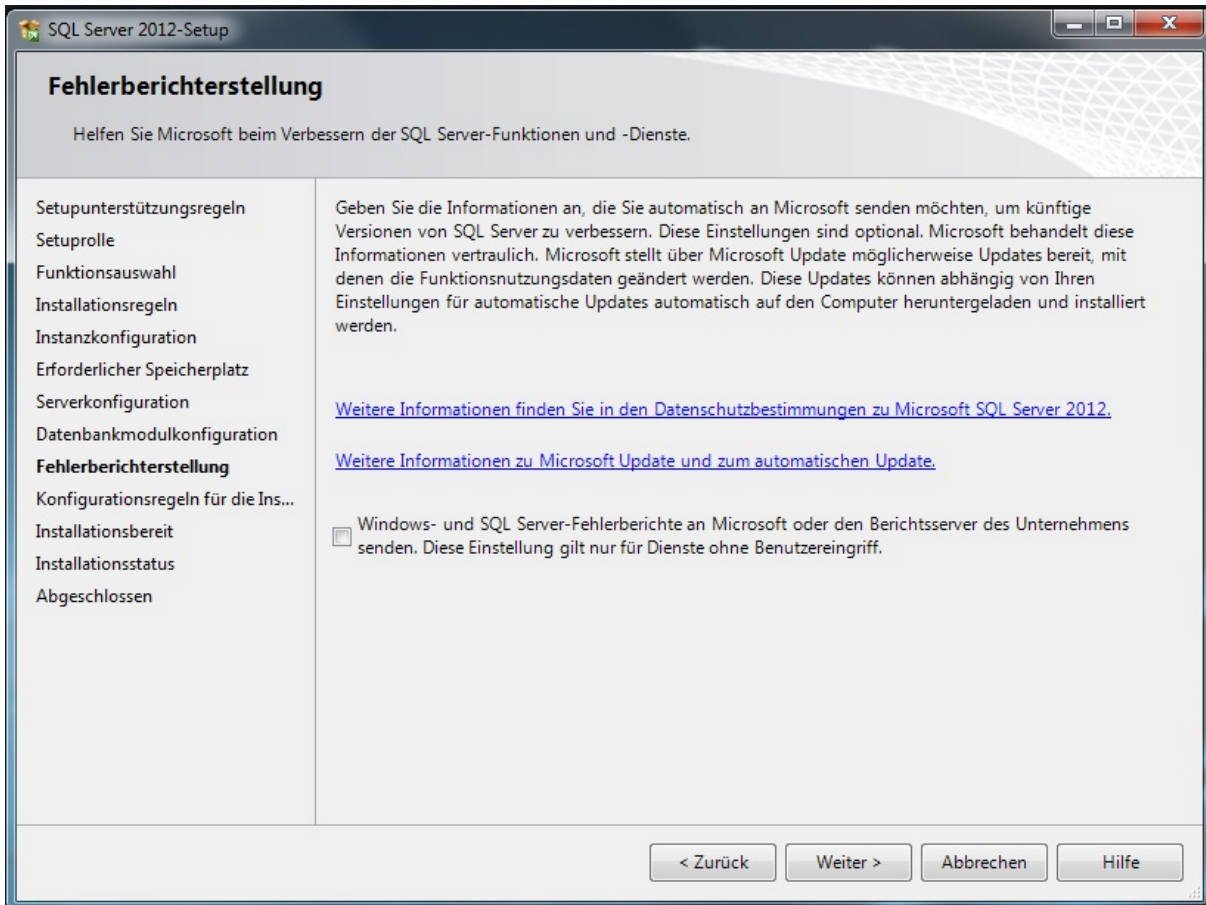 SQL Server 2012-Setup
Fehlerberichterstellung
Helfen Sie Microsoft beim Verbessern der SQL Server-Funktionen und -Dienste.
Setupunterstützungsregeln
Setuprolle
Funktionsauswahl
Installationsregeln
Instanzkonfiguration
Erforderlicher Speicherplatz
Serverkonfiguration
Datenbankmodulkonfiguration
Fehlerberichterstellung
Konfigurationsregeln für die Ins...
Installationsbereit
Installationsstatus
Abgeschlossen
Geben Sie die Informationen an, die Sie automatisch an Microsoft senden möchten, um künftige
Versionen von SQL Server zu verbessern. Diese Einstellungen sind optional. Microsoft behandelt diese
Informationen vertraulich. Microsoft stellt über Microsoft Update möglicherweise Updates bereit, mit
denen die Funktionsnutzungsdaten geändert werden. Diese Updates können abhängig von Ihren
Einstellungen für automatische Updates automatisch auf den Computer heruntergeladen und installiert
werden.
Weitere Informationen finden Sie in den Datenschutzbestimmungen zu Microsoft SQL Server 2012.
Weitere Informationen zu Microsoft Update und zum automatischen Update.
Windows- und SQL Server-Fehlerberichte an Microsoft oder den Berichtsserver des Unternehmens
senden. Diese Einstellung gilt nur für Dienste ohne Benutzereingriff.
< Zurück
Weiter >
Abbrechen
Hilfe